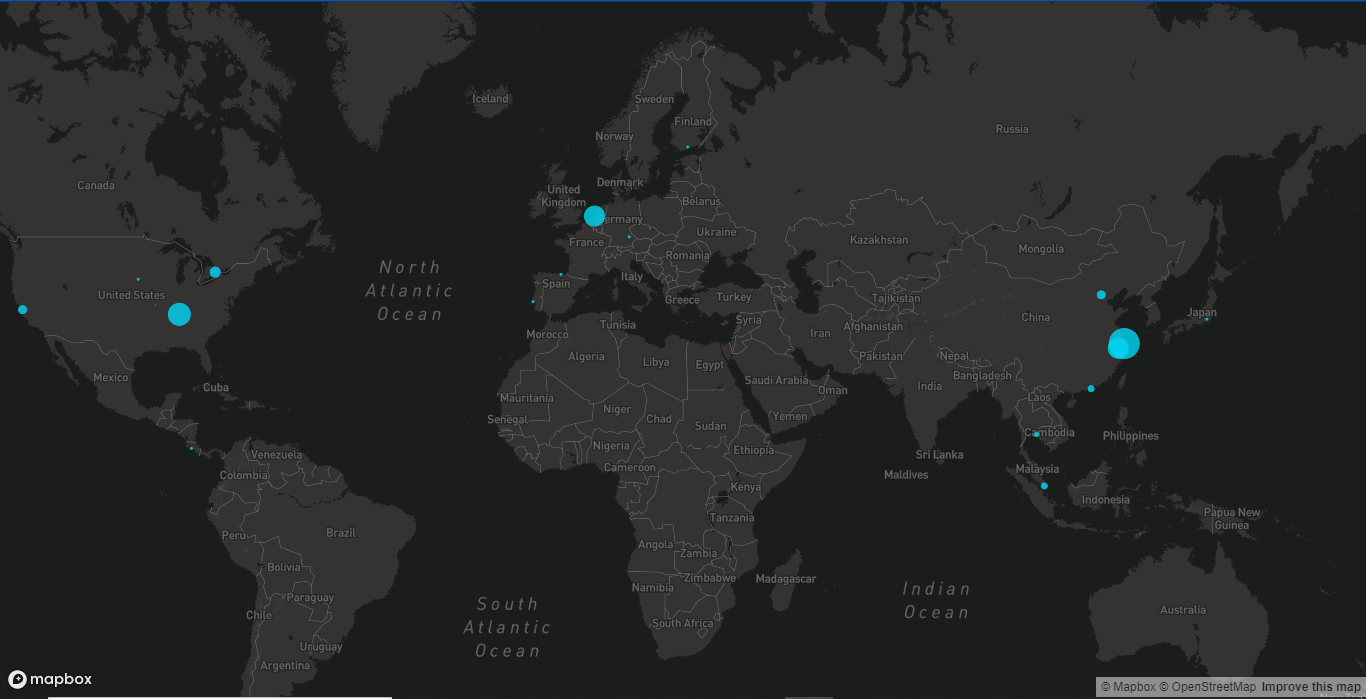 Iceland
Sweden
Finland
Norway
Russia
Canada
Denmark
United
Kingdom
Belarus
ermany
Ukraine
France
Kazakhstan
Mongolia
North
Atlantic
Ocean
Romania
Italy
Spain
United States
Greece
Turkey
Tajikistan
Japan
China
Syria
Tunisia
Morocco
Iran
Afghanistan
Algeria
Libya
Egypt
Pakistan
Nepal
Bangladesh
Mexico
Cuba
Saudi Arabia
Oman
India
Laos
Mauritania
Niger
Chad
Sudan
Yemen
Senegal
Cambodia
Philippines
Nigeria
Ethiopia
Venezuela
Sri Lanka
Colombia
Cameroon
Maldives
Malaysia
Kenya
Indonesia
Papua New
Guinea
Tanzania
Peru
Brazil
Angola
Zambia
Bolivia
Zimbabwe
Madagascar
Namibia
Indian
Ocean
Paraguay
South
Atlantic
Ocean
Chile
South Africa
Australia
Uruguay
Argentina
mapbox
© Mapbox © OpenStreetMap Improve this map